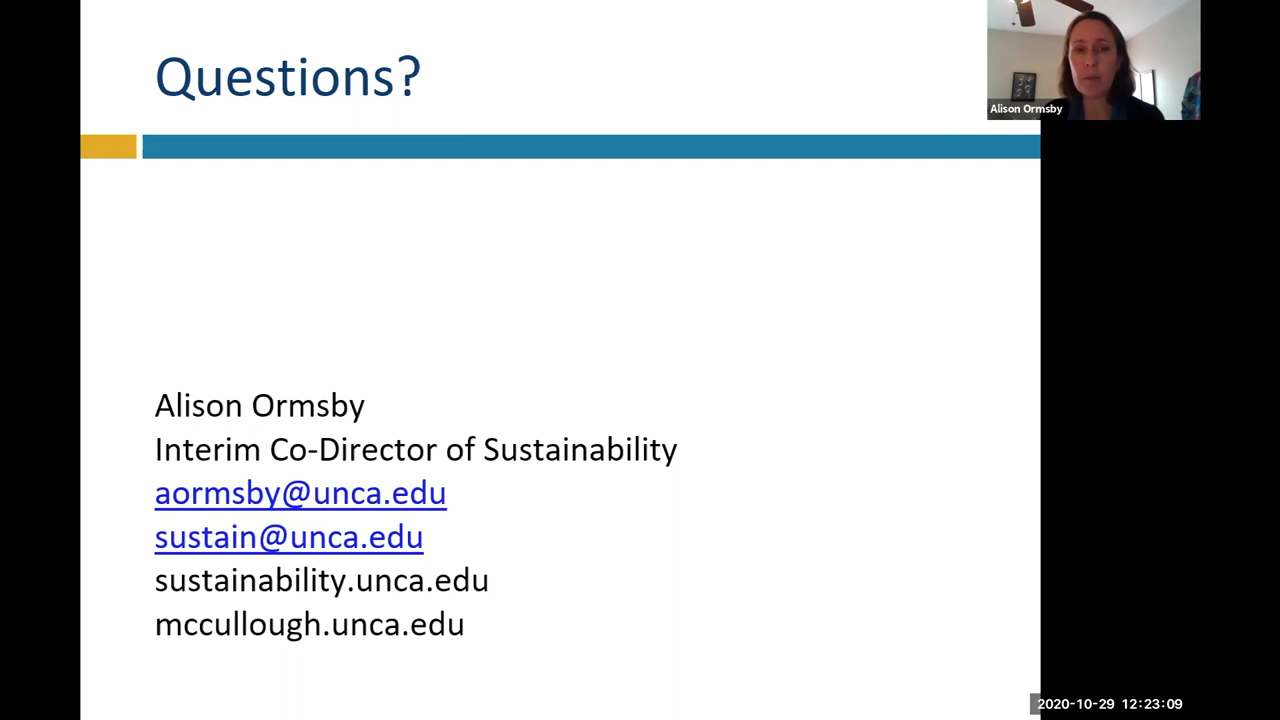 Questions?
Alison Ormsby
Alison Ormsby
Interim Co-Director of Sustainability
aormsby@unca.edu
sustain@unca.edu
sustainability.unca.edu
mccullough.unca.edu
2020-10-29 12:23:09